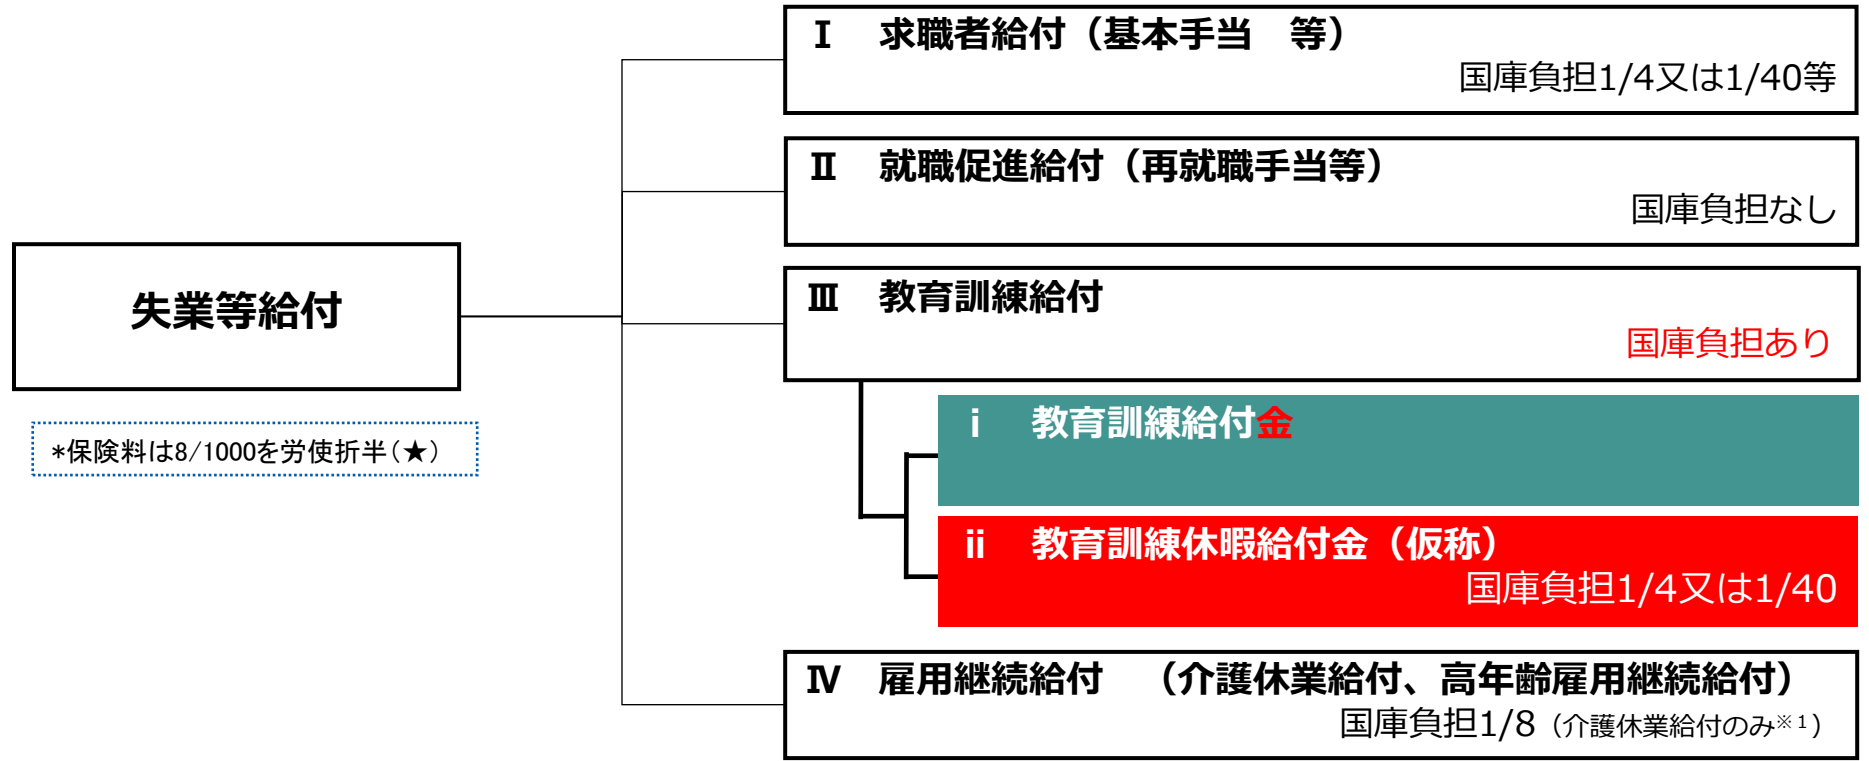 Ⅰ 求職者給付（基本手当 等）
国庫負担1/4又は1/40等
Ⅱ 就職促進給付（再就職手当等）
国庫負担なし
失業等給付
*保険料は8/1000を労使折半（★）
Ⅲ 教育訓練給付
国庫負担あり
ⅰ 教育訓練給付金
ⅱ 教育訓練休暇給付金（仮称）
国庫負担1/4又は1/40
Ⅳ 雇用継続給付 （介護休業給付、高年齢雇用継続給付）
国庫負担1/8（介護休業給付のみ※1）